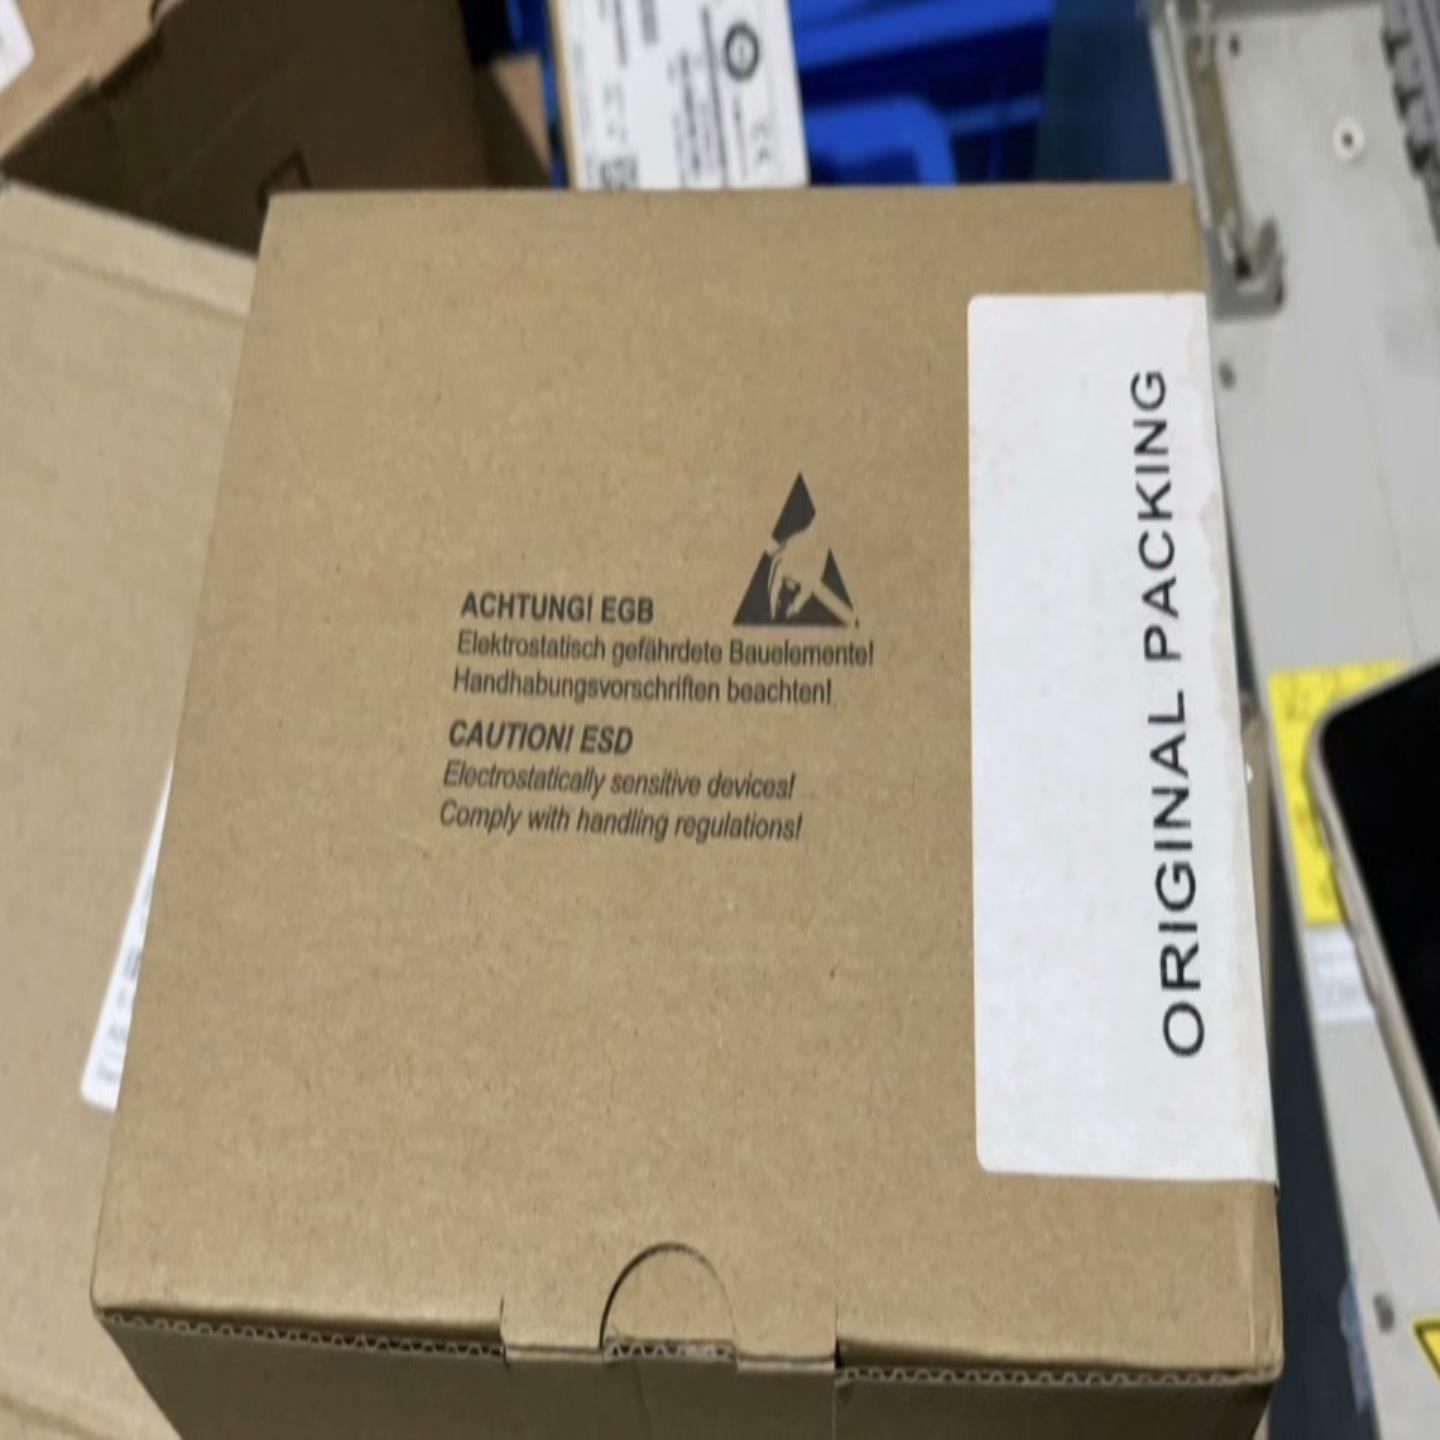 ACHTUNG! EGB
Elektrostatisch gefährdete Bauelemente!
Handhabungsvorschriften beachten!
CAUTION! ESD
Electrostatically sensitive devices!
Comply with handling regulations!
ORIGINAL PACKING